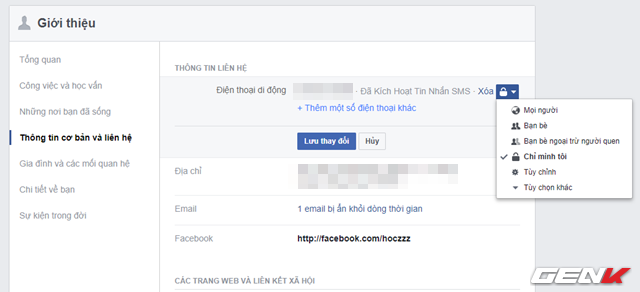 Giới thiệu
Tổng quan
Công việc và học vấn
Những nơi bạn đã sống
Thông tin cơ bản và liên hệ
Gia đình và các mối quan hệ
Chi tiết về bạn
Sự kiện trong đời
THÔNG TIN LIÊN HỆ
Điện thoại di động · Đã Kích Hoạt Tin Nhắn SMS · Xóa
+ Thêm một số điện thoại khác
Lưu thay đổi Hủy
Địa chỉ
Email 1 email bị ẩn khỏi dòng thời gian
Facebook http://facebook.com/hoczzz
CÁC TRANG WEB VÀ LIÊN KẾT XÃ HỘI
Mọi người
Bạn bè
Bạn bè ngoại trừ người quen
Chỉ mình tôi
Tùy chỉnh
Tùy chọn khác
GENK